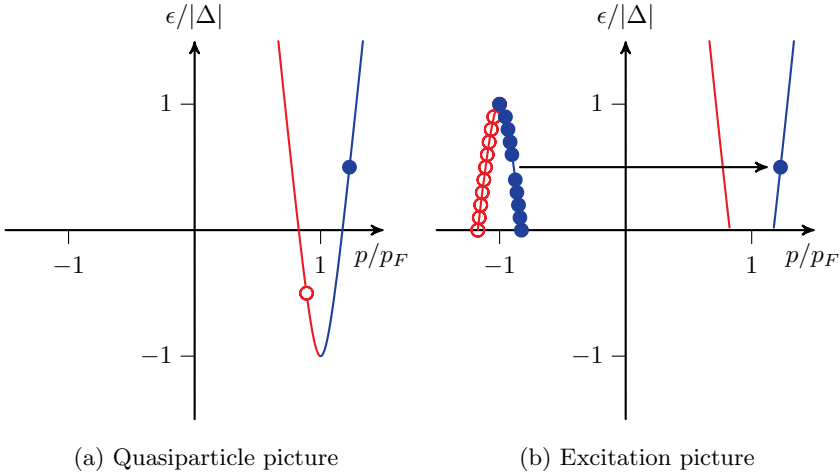 ϵ/|Δ|
1
−1
1
p/p_F
−1
(a) Quasiparticle picture
ϵ/|Δ|
1
−1
1
p/p_F
−1
(b) Excitation picture